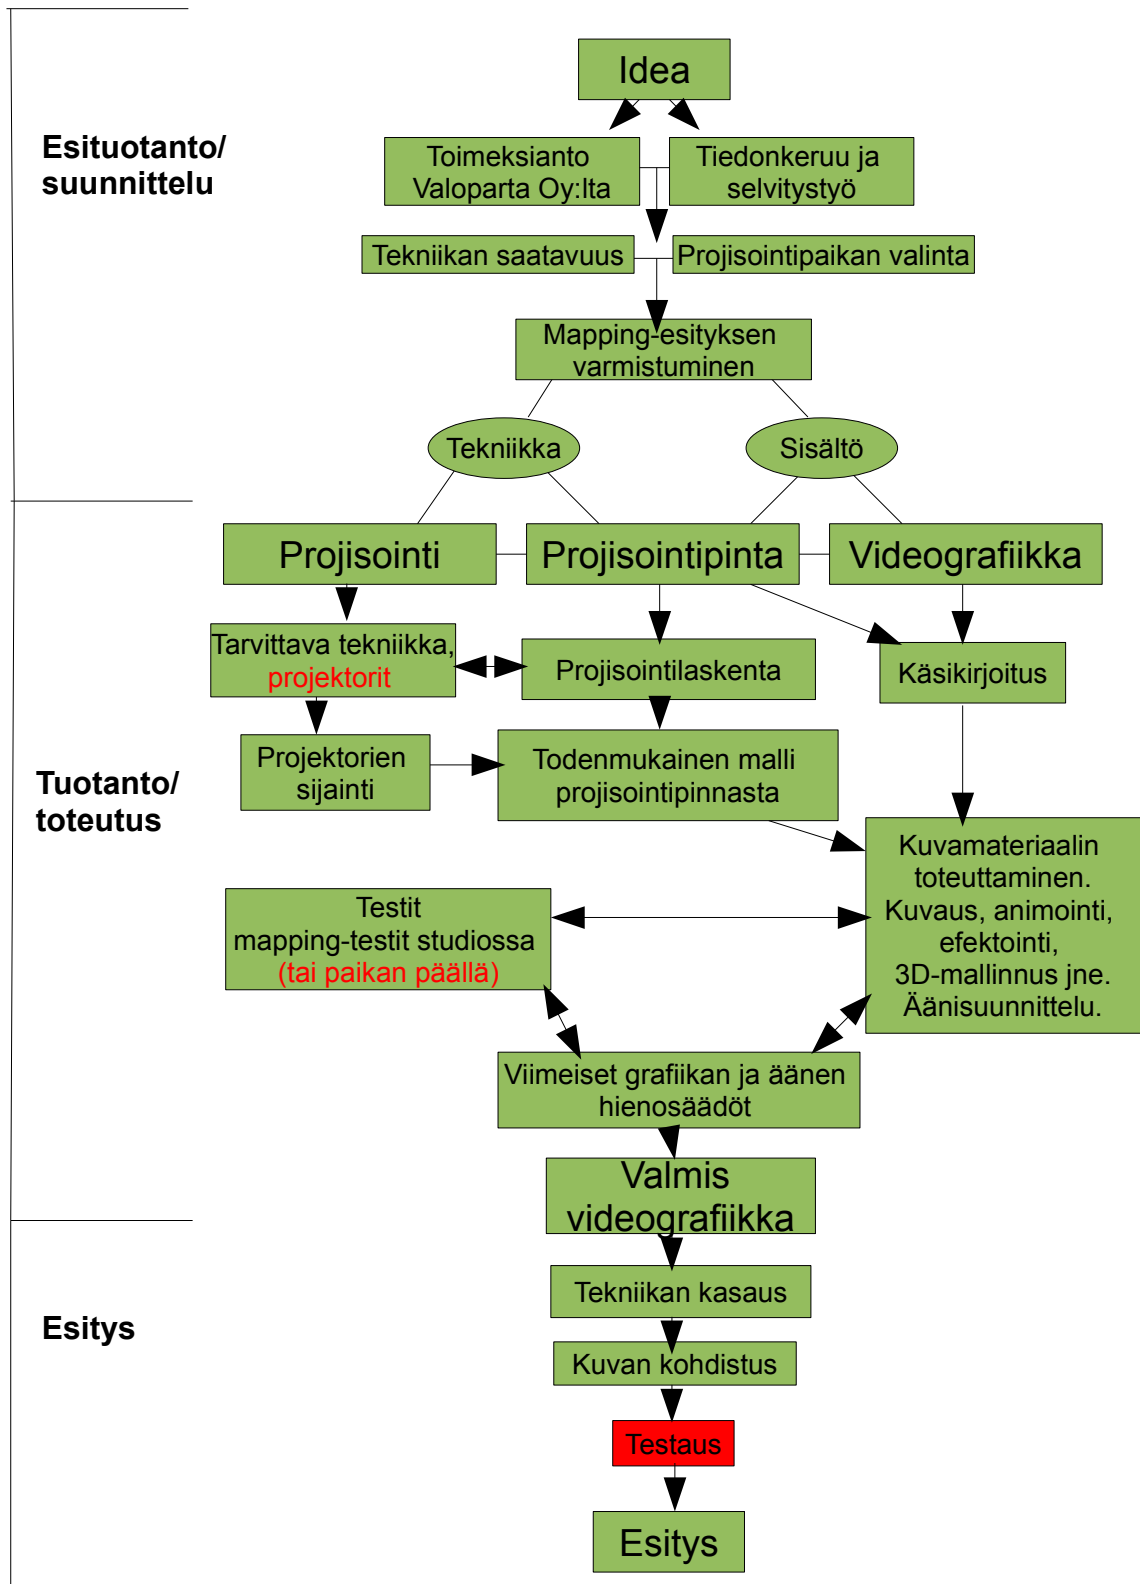 Idea
Esituotanto/
suunnittelu
Toimeksianto
Valoparta Oy:lta
Tiedonkeruu ja
selvitystyö
Tekniikan saatavuus
Projisointipaikan valinta
Mapping-esityksen
varmistuminen
Tekniikka
Sisältö
Projisointi
Projisointipinta
Videografiikka
Tarvittava tekniikka,
projektorit
Projisointilaskenta
Käsikirjoitus
Projektorien
sijainti
Todenmukainen malli
projisointipinnasta
Tuotanto/
toteutus
Kuvamateriaalin
toteuttaminen.
Kuvaus, animointi,
efektointi,
3D-mallinnus jne.
Äänisuunnittelu.
Testit
mapping-testit studiossa
(tai paikan päällä)
Viimeiset grafiikan ja äänen
hienosäädöt
Valmis
videografiikka
Tekniikan kasaus
Esitys
Kuvan kohdistus
Testaus
Esitys